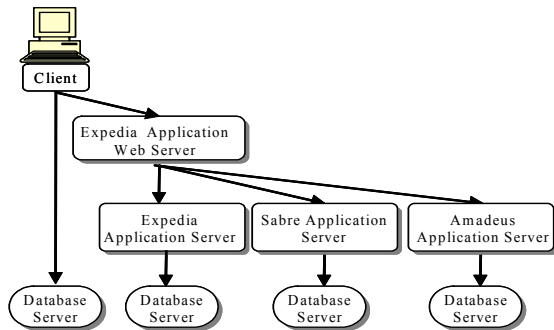 Client
Expedia Application
Web Server
Expedia
Application Server
Sabre Application
Server
Amadeus
Application Server
Database
Server
Database
Server
Database
Server
Database
Server